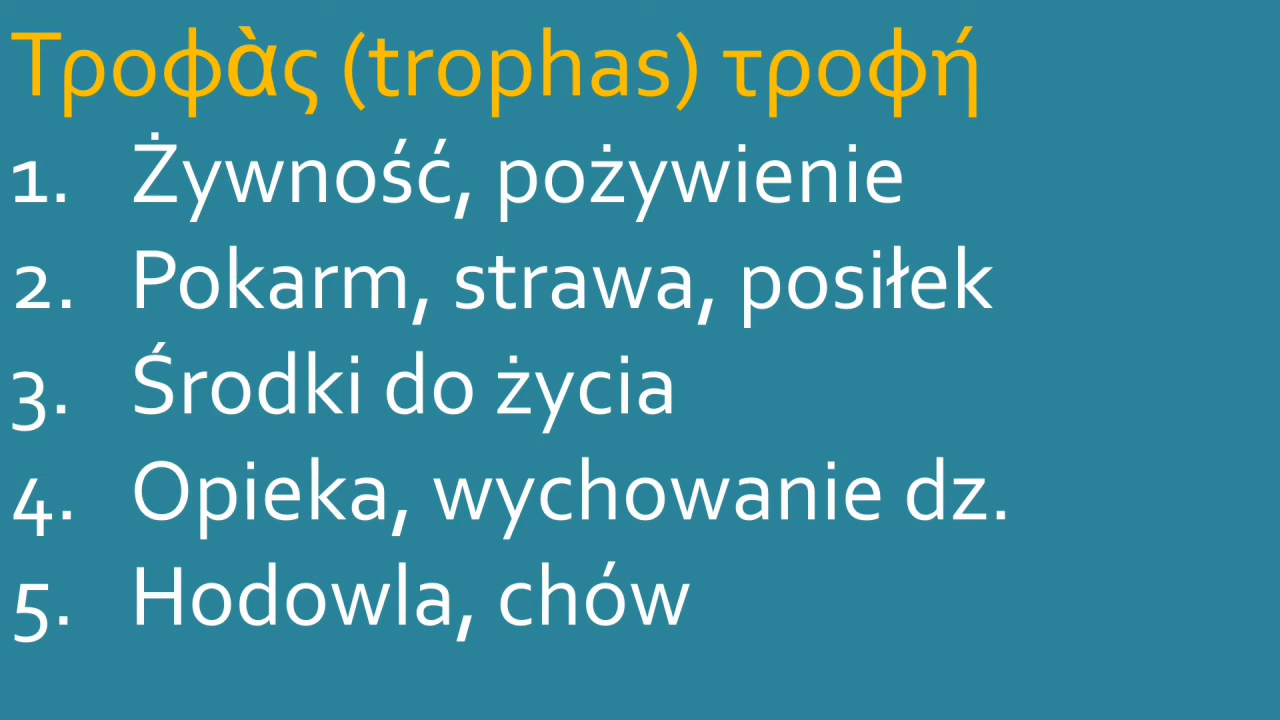 Τροφὰς (trophas) τροφή
1. Żywność, pożywienie
2. Pokarm, strawa, posiłek
3. Środki do życia
4. Opieka, wychowanie dz.
5. Hodowla, chów